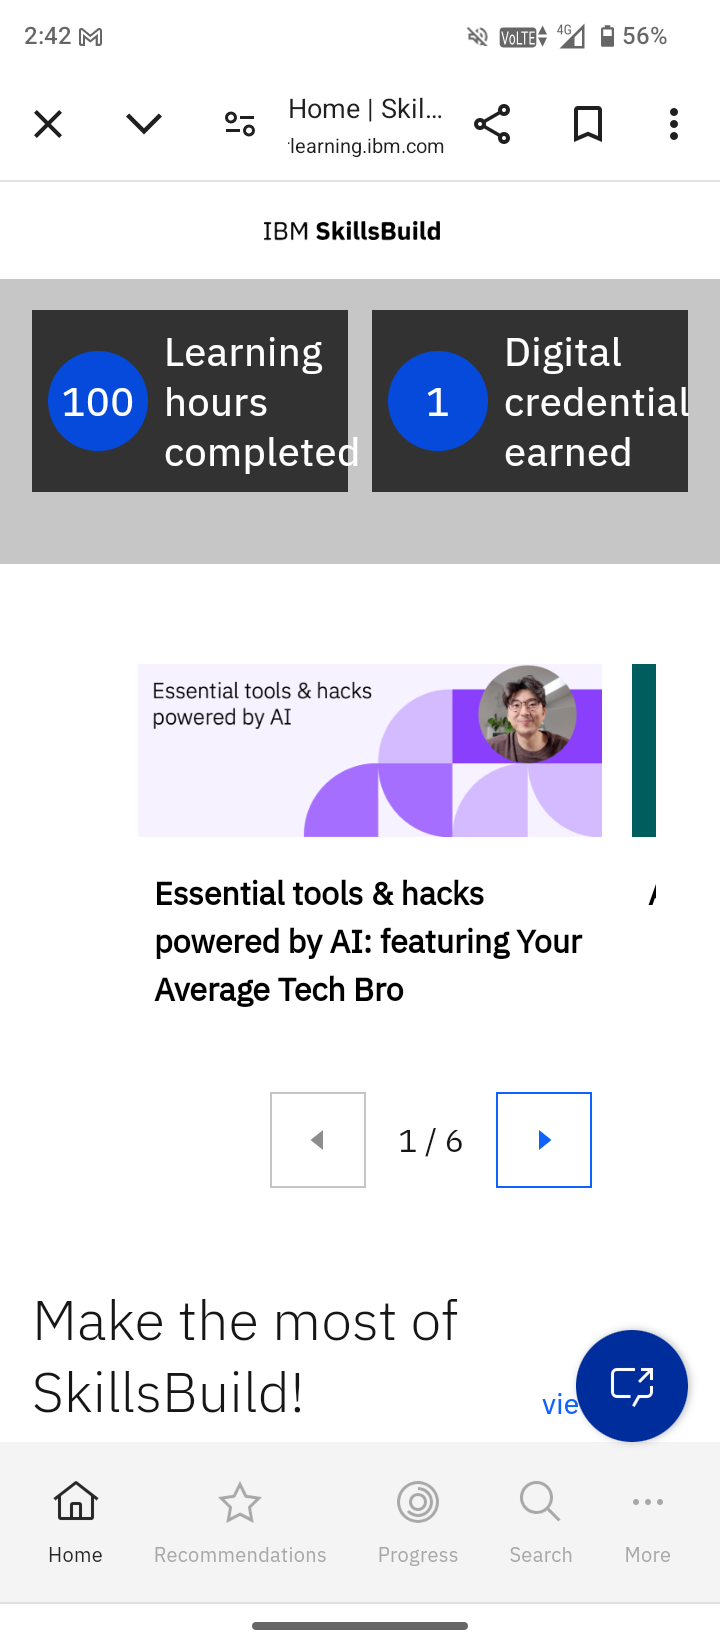 2:42
VoLTE
4G
56%
Home | Skil...
learning.ibm.com
IBM SkillsBuild
100
Learning
hours
completed
1
Digital
credential
earned
Essential tools & hacks
powered by AI
Essential tools & hacks
powered by AI: featuring Your
Average Tech Bro
1 / 6
Make the most of
SkillsBuild!
vie
Home
Recommendations
Progress
Search
More